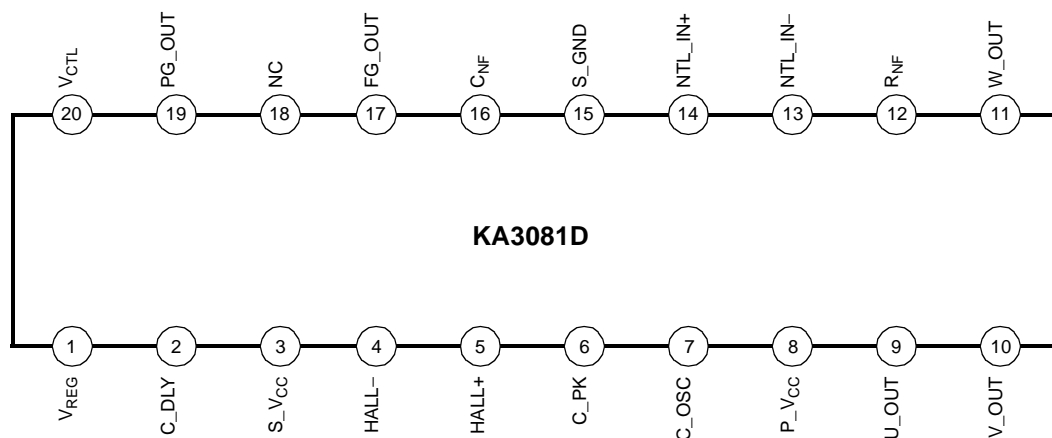 VCTL
PG_OUT
NC
FG_OUT
CNF
S_GND
NTL_IN+
NTL_IN−
RNF
W_OUT
20
19
18
17
16
15
14
13
12
11
KA3081D
1
2
3
4
5
6
7
8
9
10
VREG
C_DLY
S_VCC
HALL−
HALL+
C_PK
C_OSC
P_VCC
U_OUT
V_OUT